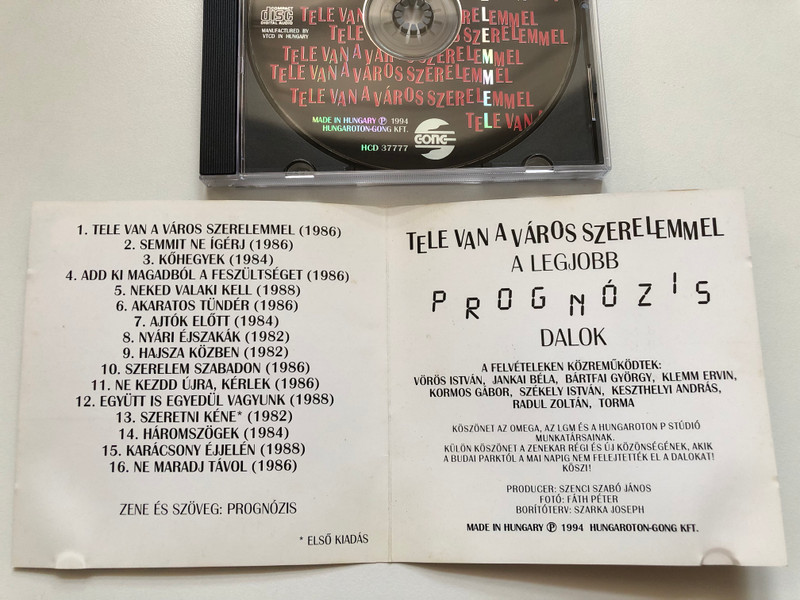 COMPACT
disc
DIGITAL AUDIO
MANUFACTURED BY
VTCD IN HUNGARY
TELE VAN A VÁROS SZERELEMMEL
TELE VAN A VÁROS SZERELEMMEL
TELE VAN A VÁROS SZERELEMMEL
TELE VAN A VÁROS SZERELEMMEL
MADE IN HUNGARY Ⓟ 1994
HUNGAROTON-GONG KFT.
GONG
TELE VAN A
HCD 37777
1. TELE VAN A VÁROS SZERELEMMEL (1986)
2. SEMMIT NE ÍGÉRJ (1986)
3. KŐHEGYEK (1984)
4. ADD KI MAGADBÓL A FESZÜLTSÉGET (1986)
5. NEKED VALAKI KELL (1988)
6. AKARATOS TÜNDÉR (1986)
7. AJTÓK ELŐTT (1984)
8. NYÁRI ÉJSZAKÁK (1982)
9. HAJSZA KÖZBEN (1982)
10. SZERELEM SZABADON (1986)
11. NE KEZDD ÚJRA, KÉRLEK (1986)
12. EGYÜTT IS EGYEDÜL VAGYUNK (1988)
13. SZERETNI KÉNE* (1982)
14. HÁROMSZÖGEK (1984)
15. KARÁCSONY ÉJJELÉN (1988)
16. NE MARADJ TÁVOL (1986)
ZENE ÉS SZÖVEG: PROGNÓZIS
* ELSŐ KIADÁS
TELE VAN A VÁROS SZERELEMMEL
A LEGJOBB
PROGNÓZIS
DALOK
A FELVÉTELEKEN KÖZREMŰKÖDTEK:
VÖRÖS ISTVÁN, JANKAI BÉLA, BÁRTFAI GYÖRGY, KLEMM ERVIN,
KORMOS GÁBOR, SZÉKELY ISTVÁN, KESZTHELYI ANDRÁS,
RADUL ZOLTÁN, TORMA
KÖSZÖNET AZ OMEGA, AZ LGM ÉS A HUNGAROTON P STÚDIÓ
MUNKATÁRSAINAK.
KÜLÖN KÖSZÖNET A ZENEKAR RÉGI ÉS ÚJ KÖZÖNSÉGÉNEK, AKIK
A BUDAI PARKTÓL A MAI NAPIG NEM FELEJTETTÉK EL A DALOKAT!
KÖSZI!
PRODUCER: SZENCI SZABÓ JÁNOS
FOTÓ: FÁTH PÉTER
BORÍTÓTERV: SZARKA JOSEPH
MADE IN HUNGARY Ⓟ 1994 HUNGAROTON-GONG KFT.